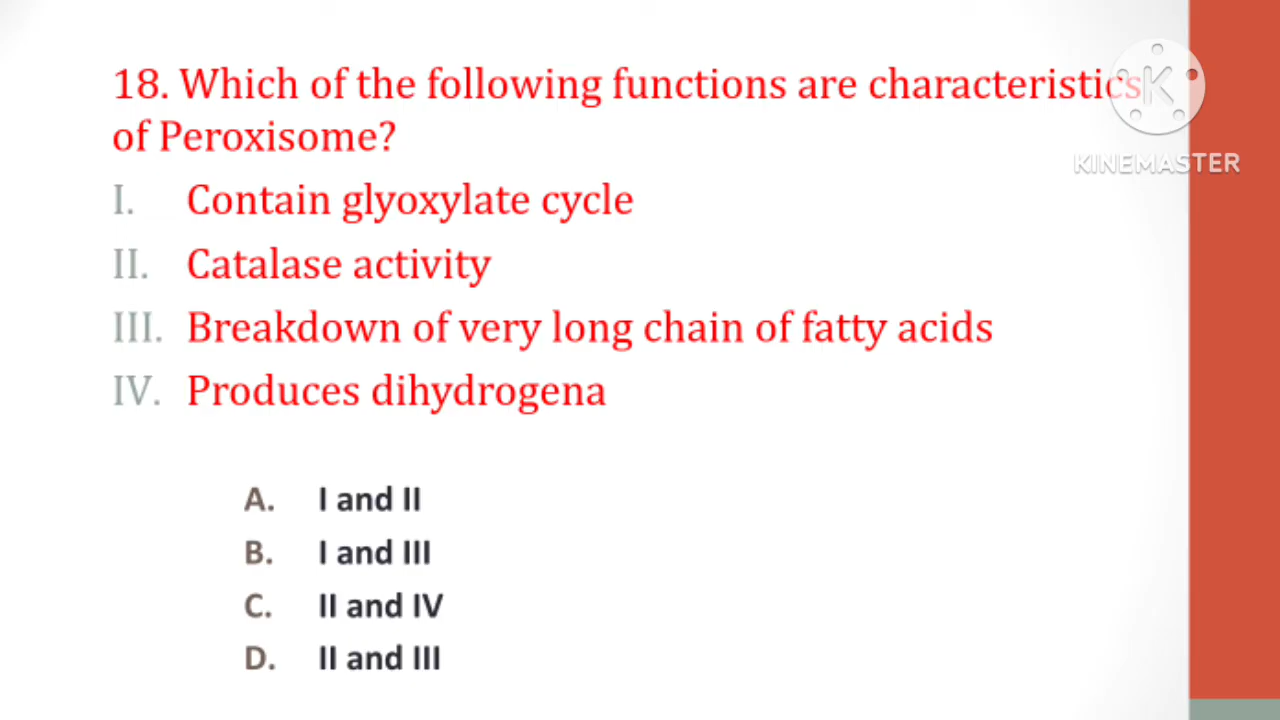 18. Which of the following functions are characteristics
of Peroxisome?
I. Contain glyoxylate cycle
II. Catalase activity
III. Breakdown of very long chain of fatty acids
IV. Produces dihydrogena
A. I and II
B. I and III
C. II and IV
D. II and III
K
KINEMASTER